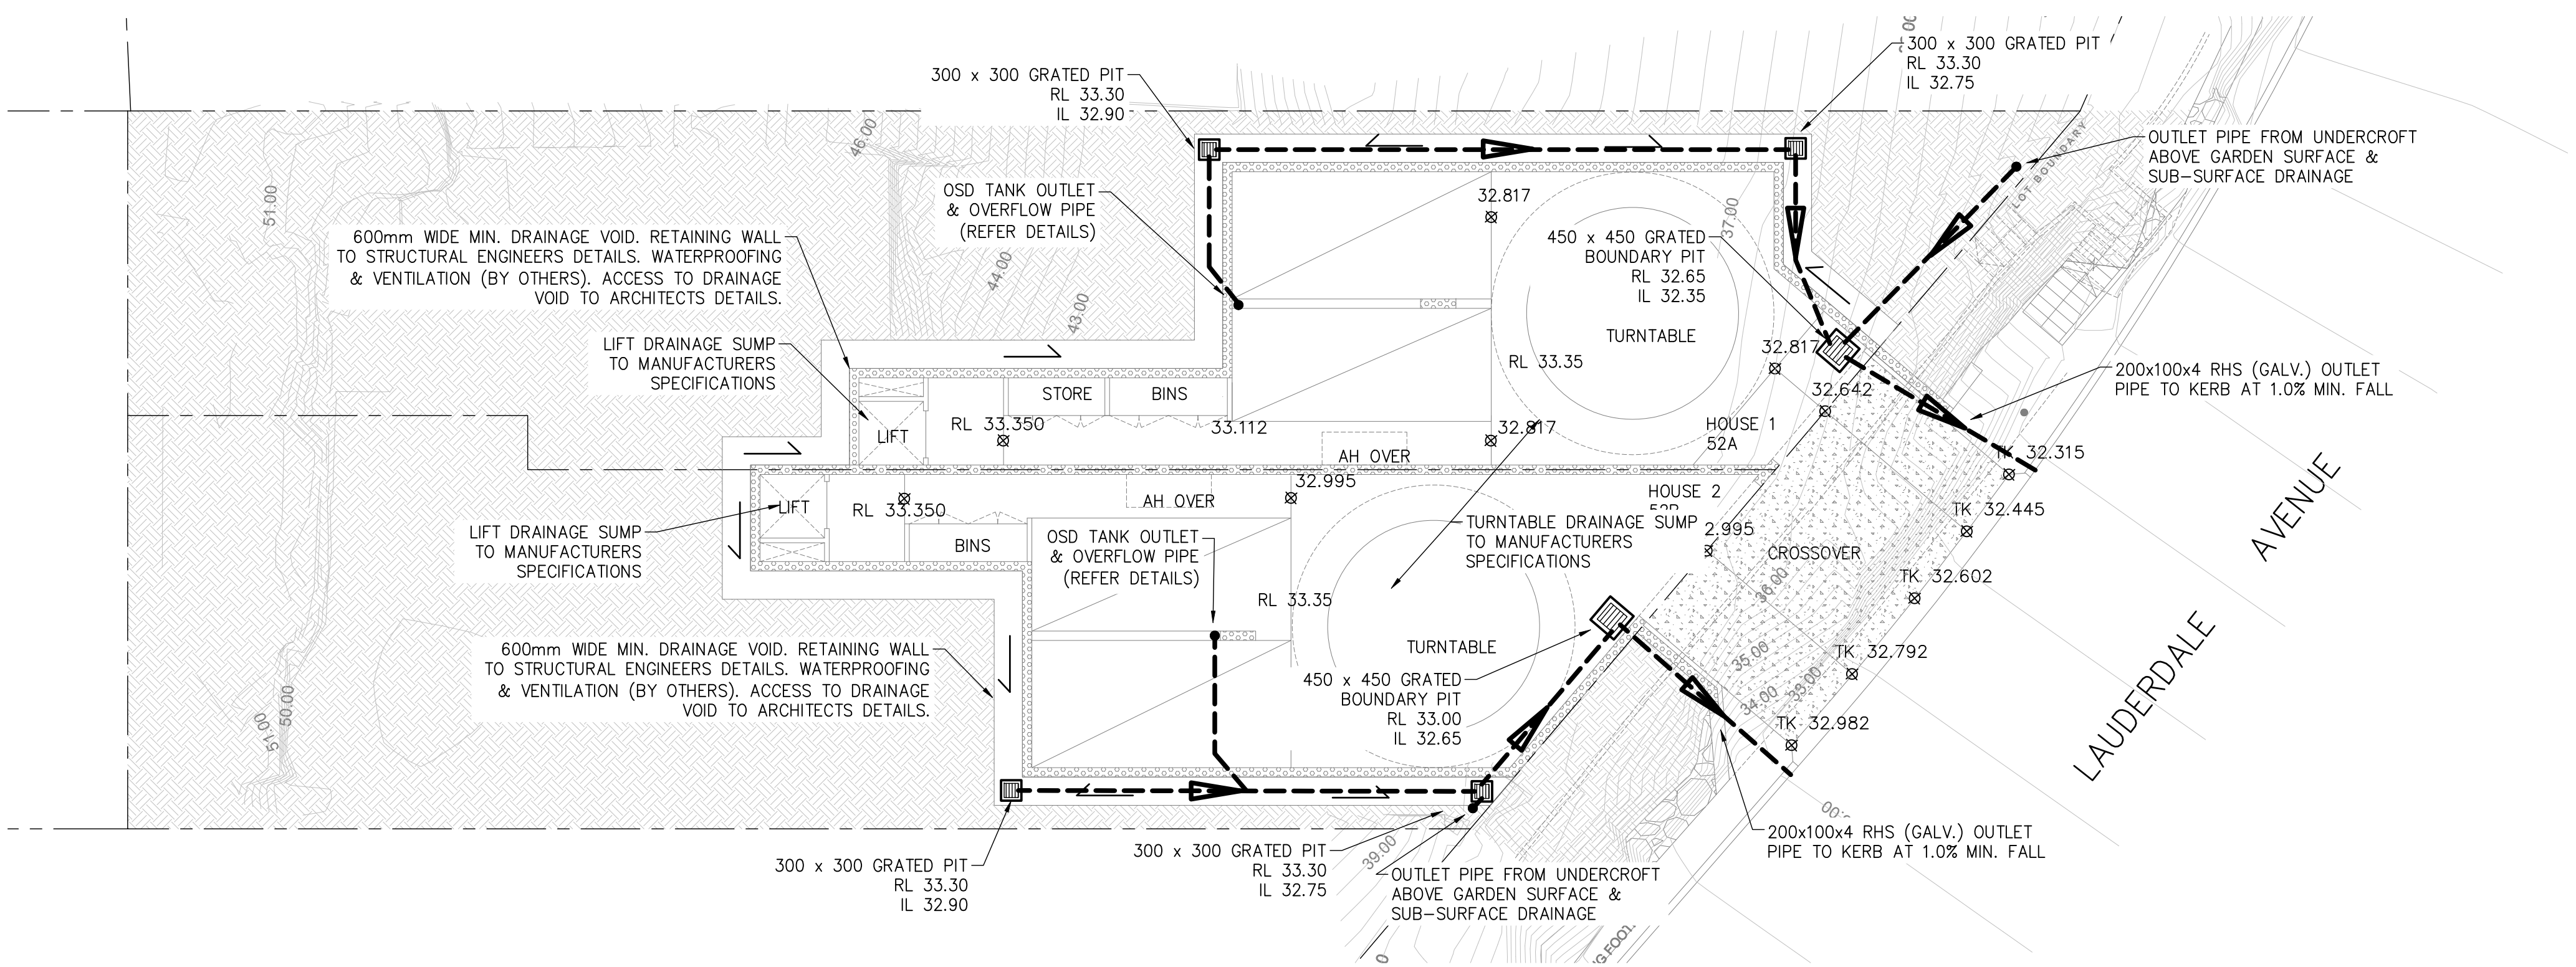 300 x 300 GRATED PIT
RL 33.30
IL 32.90
300 x 300 GRATED PIT
RL 33.30
IL 32.75
OUTLET PIPE FROM UNDERCROFT
ABOVE GARDEN SURFACE &
SUB-SURFACE DRAINAGE
LOT BOUNDARY
46.00
51.00
OSD TANK OUTLET
& OVERFLOW PIPE
(REFER DETAILS)
32.817
37.00
600mm WIDE MIN. DRAINAGE VOID. RETAINING WALL
TO STRUCTURAL ENGINEERS DETAILS. WATERPROOFING
& VENTILATION (BY OTHERS). ACCESS TO DRAINAGE
VOID TO ARCHITECTS DETAILS.
44.00
43.00
450 x 450 GRATED
BOUNDARY PIT
RL 32.65
IL 32.35
TURNTABLE
LIFT DRAINAGE SUMP
TO MANUFACTURERS
SPECIFICATIONS
RL 33.35
32.817
32.642
200x100x4 RHS (GALV.) OUTLET
PIPE TO KERB AT 1.0% MIN. FALL
STORE
BINS
LIFT
RL 33.350
33.112
32.817
HOUSE 1
52A
AH OVER
TK 32.315
LIFT
RL 33.350
AH OVER
32.995
HOUSE 2
TK 32.445
AVENUE
LIFT DRAINAGE SUMP
TO MANUFACTURERS
SPECIFICATIONS
BINS
OSD TANK OUTLET
& OVERFLOW PIPE
(REFER DETAILS)
TURNTABLE DRAINAGE SUMP
TO MANUFACTURERS
SPECIFICATIONS
2.995
CROSSOVER
36.00
TK 32.602
RL 33.35
TURNTABLE
600mm WIDE MIN. DRAINAGE VOID. RETAINING WALL
TO STRUCTURAL ENGINEERS DETAILS. WATERPROOFING
& VENTILATION (BY OTHERS). ACCESS TO DRAINAGE
VOID TO ARCHITECTS DETAILS.
450 x 450 GRATED
BOUNDARY PIT
RL 33.00
IL 32.65
35.00
34.00
33.00
TK 32.792
TK 32.982
LAUDERDALE
50.00
51.00
300 x 300 GRATED PIT
RL 33.30
IL 32.90
300 x 300 GRATED PIT
RL 33.30
IL 32.75
39.00
OUTLET PIPE FROM UNDERCROFT
ABOVE GARDEN SURFACE &
SUB-SURFACE DRAINAGE
200x100x4 RHS (GALV.) OUTLET
PIPE TO KERB AT 1.0% MIN. FALL